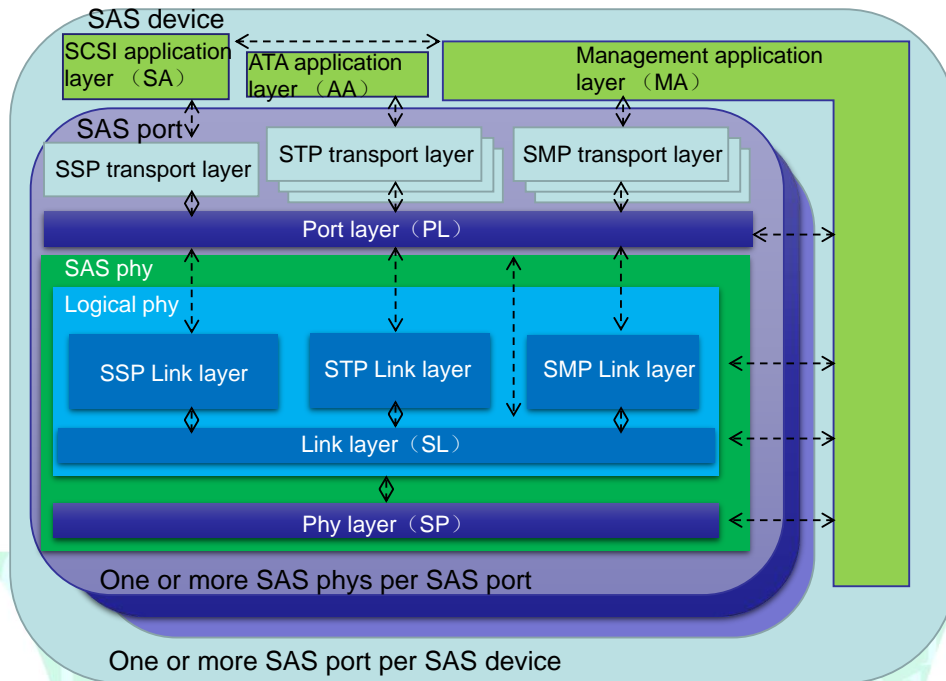 SAS device
SCSI application
layer （SA）
ATA application
layer （AA）
Management application
layer （MA）
SAS port
SSP transport layer
STP transport layer
SMP transport layer
Port layer（PL）
SAS phy
Logical phy
SSP Link layer
STP Link layer
SMP Link layer
Link layer（SL）
Phy layer（SP）
One or more SAS phys per SAS port
One or more SAS port per SAS device